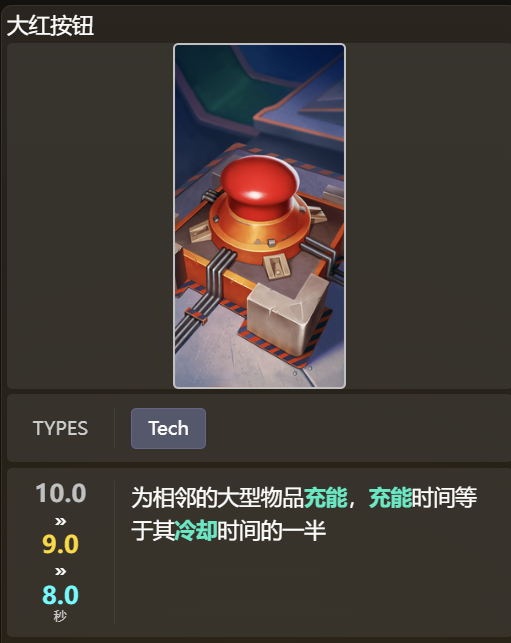 大红按钮
TYPES
Tech
10.0
»
9.0
»
8.0
秒
为相邻的大型物品充能，充能时间等
于其冷却时间的一半